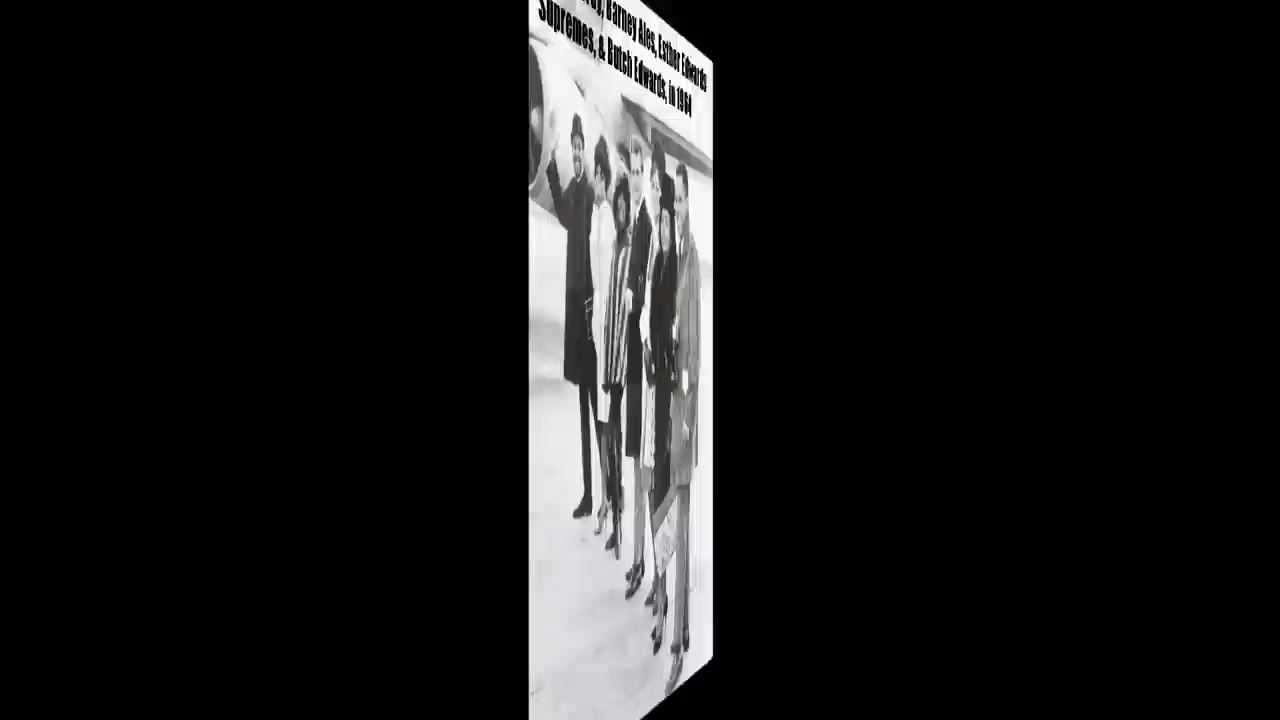 Barney Ales, Esther Edwards
Supremes, & Butch Edwards, in 1964